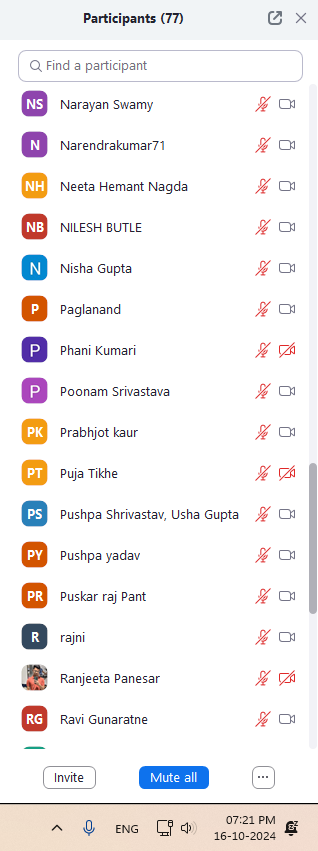 Participants (77)
Find a participant
NS Narayan Swamy
N Narendrakumar71
NH Neeta Hemant Nagda
NB NILESH BUTLE
N Nisha Gupta
P Paglanand
P Phani Kumari
P Poonam Srivastava
PK Prabhjot kaur
PT Puja Tikhe
PS Pushpa Shrivastav, Usha Gupta
PY Pushpa yadav
PR Puskar raj Pant
R rajni
Ranjeeta Panesar
RG Ravi Gunaratne
Invite Mute all ...
ENG 07:21 PM
16-10-2024